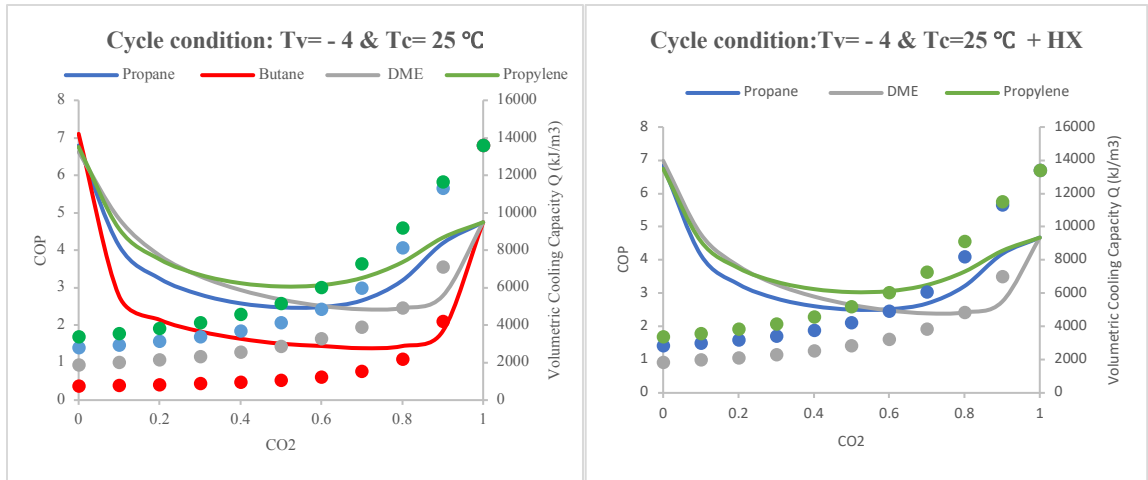 Cycle condition: Tv= - 4 & Tc= 25 ℃
Propane Butane DME Propylene
8 16000
7 14000
6 12000
5 10000
4 8000
3 6000
2 4000
1 2000
0 0
0 0.2 0.4 0.6 0.8 1
COP
CO2
Volumetric Cooling Capacity Q (kJ/m3)
Cycle condition:Tv= - 4 & Tc=25 ℃ + HX
Propane DME Propylene
8 16000
7 14000
6 12000
5 10000
4 8000
3 6000
2 4000
1 2000
0 0
0 0.2 0.4 0.6 0.8 1
COP
CO2
Volumetric Cooling Capacity Q (kJ/m3)